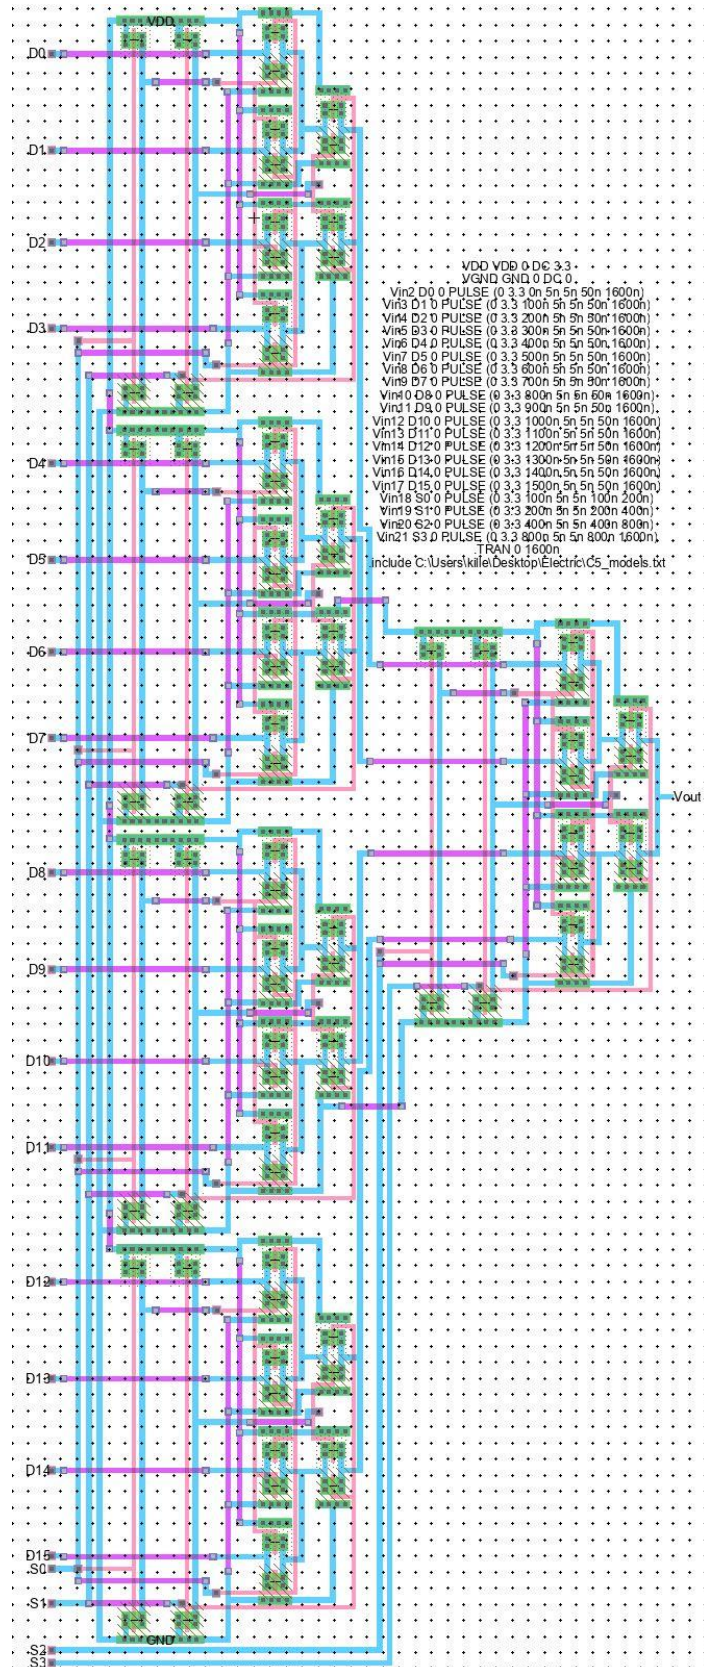 VDD
D0
D1
D2
D3
VDD VDD 0 DC 3.3
VGND GND 0 DC 0
Vin2 D0 0 PULSE (0 3.3 0n 5n 5n 50n 1600n)
Vin3 D1 0 PULSE (0 3.3 100n 5n 5n 50n 1600n)
Vin4 D2 0 PULSE (0 3.3 200n 5n 5n 50n 1600n)
Vin5 D3 0 PULSE (0 3.3 300n 5n 5n 50n 1600n)
Vin6 D4 0 PULSE (0 3.3 400n 5n 5n 50n 1600n)
Vin7 D5 0 PULSE (0 3.3 500n 5n 5n 50n 1600n)
Vin8 D6 0 PULSE (0 3.3 600n 5n 5n 50n 1600n)
Vin9 D7 0 PULSE (0 3.3 700n 5n 5n 50n 1600n)
Vin10 D8 0 PULSE (0 3.3 800n 5n 5n 50n 1600n)
Vin11 D9 0 PULSE (0 3.3 900n 5n 5n 50n 1600n)
Vin12 D10 0 PULSE (0 3.3 1000n 5n 5n 50n 1600n)
Vin13 D11 0 PULSE (0 3.3 1100n 5n 5n 50n 1600n)
Vin14 D12 0 PULSE (0 3.3 1200n 5n 5n 50n 1600n)
Vin15 D13 0 PULSE (0 3.3 1300n 5n 5n 50n 1600n)
Vin16 D14 0 PULSE (0 3.3 1400n 5n 5n 50n 1600n)
Vin17 D15 0 PULSE (0 3.3 1500n 5n 5n 50n 1600n)
Vin18 S0 0 PULSE (0 3.3 100n 5n 5n 100n 200n)
Vin19 S1 0 PULSE (0 3.3 200n 5n 5n 200n 400n)
Vin20 S2 0 PULSE (0 3.3 400n 5n 5n 400n 800n)
Vin21 S3 0 PULSE (0 3.3 800n 5n 5n 800n 1600n)
.TRAN 0 1600n
.include C:\Users\kille\Desktop\Electric\C5_models.txt
D4
D5
D6
D7
Vout
D8
D9
D10
D11
D12
D13
D14
D15
S0
S1
GND
S2
S3